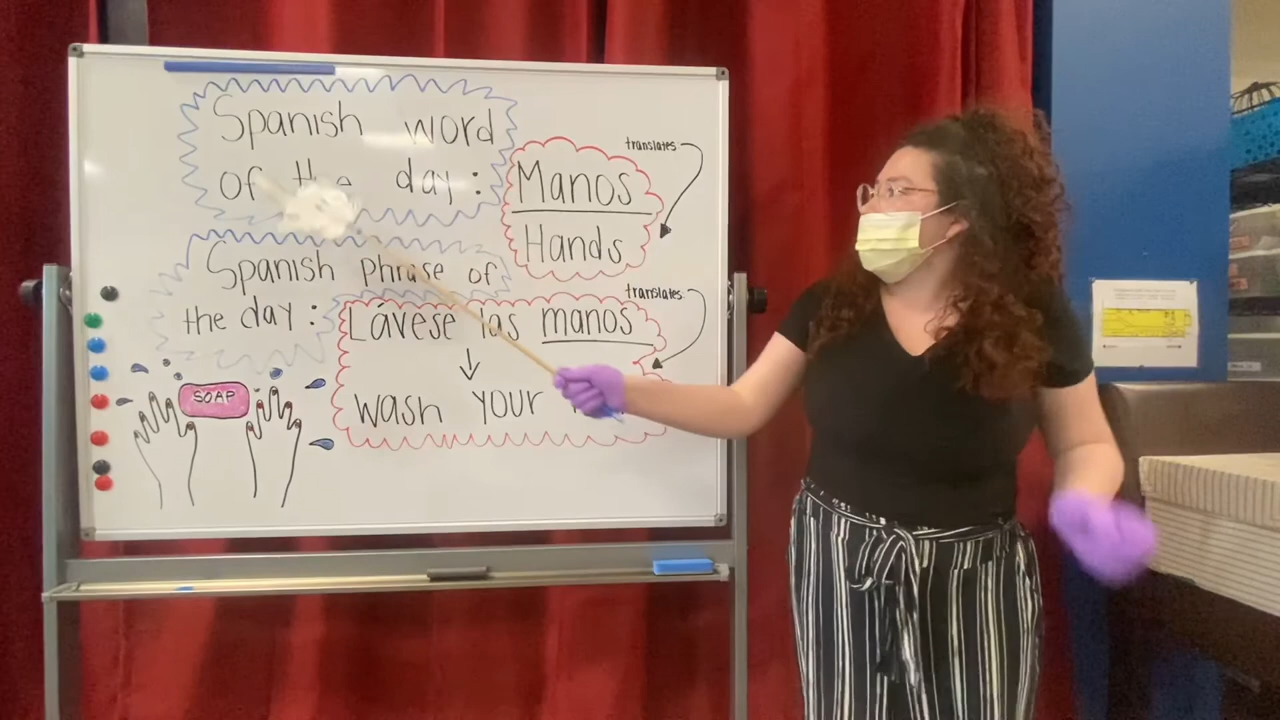 Spanish word
of the day:
Manos
Hands
translates
Spanish phrase of
the day:
Lávese las manos
wash your
translates
SOAP